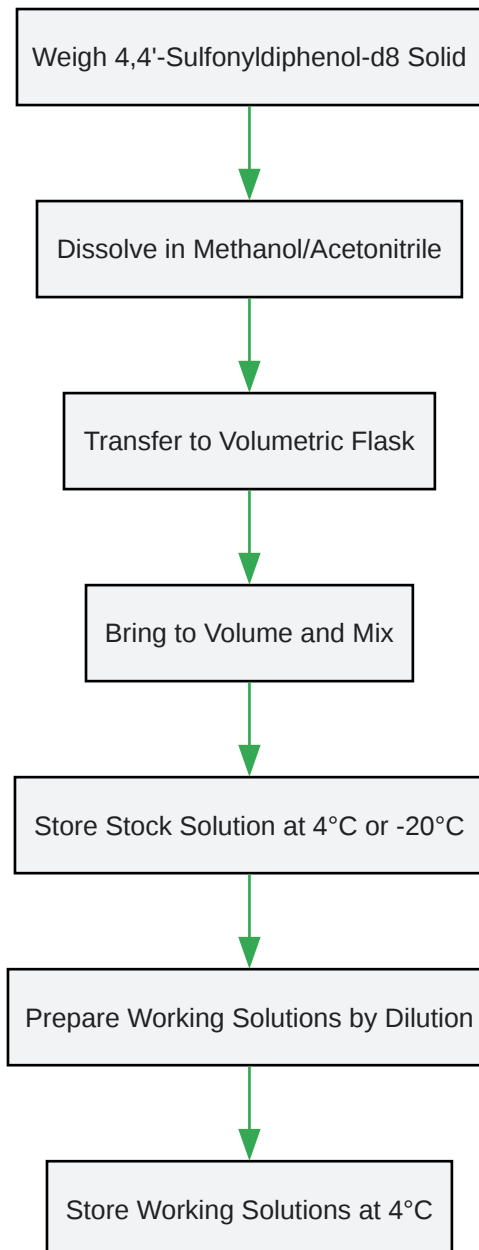 Weigh 4,4'-Sulfonyldiphenol-d8 Solid
Dissolve in Methanol/Acetonitrile
Transfer to Volumetric Flask
Bring to Volume and Mix
Store Stock Solution at 4°C or -20°C
Prepare Working Solutions by Dilution
Store Working Solutions at 4°C